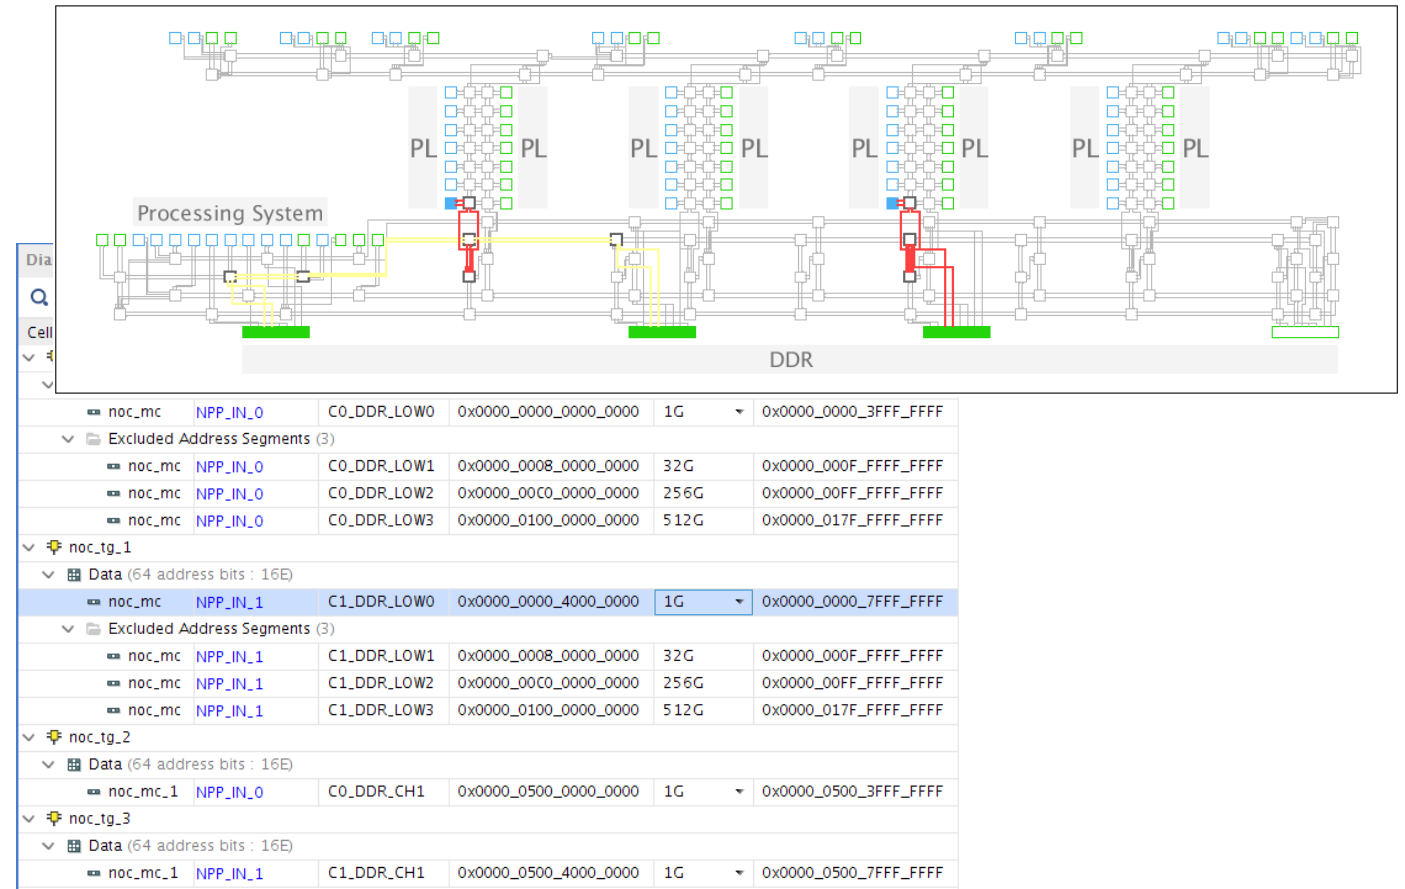 PL PL PL PL PL PL PL PL
Processing System
DDR
Dia
Cell
noc_mc NPP_IN_0 C0_DDR_LOW0 0x0000_0000_0000_0000 1G 0x0000_0000_3FFF_FFFF
Excluded Address Segments (3)
noc_mc NPP_IN_0 C0_DDR_LOW1 0x0000_0008_0000_0000 32G 0x0000_000F_FFFF_FFFF
noc_mc NPP_IN_0 C0_DDR_LOW2 0x0000_00C0_0000_0000 256G 0x0000_00FF_FFFF_FFFF
noc_mc NPP_IN_0 C0_DDR_LOW3 0x0000_0100_0000_0000 512G 0x0000_017F_FFFF_FFFF
noc_tg_1
Data (64 address bits : 16E)
noc_mc NPP_IN_1 C1_DDR_LOW0 0x0000_0000_4000_0000 1G 0x0000_0000_7FFF_FFFF
Excluded Address Segments (3)
noc_mc NPP_IN_1 C1_DDR_LOW1 0x0000_0008_0000_0000 32G 0x0000_000F_FFFF_FFFF
noc_mc NPP_IN_1 C1_DDR_LOW2 0x0000_00C0_0000_0000 256G 0x0000_00FF_FFFF_FFFF
noc_mc NPP_IN_1 C1_DDR_LOW3 0x0000_0100_0000_0000 512G 0x0000_017F_FFFF_FFFF
noc_tg_2
Data (64 address bits : 16E)
noc_mc_1 NPP_IN_0 C0_DDR_CH1 0x0000_0500_0000_0000 1G 0x0000_0500_3FFF_FFFF
noc_tg_3
Data (64 address bits : 16E)
noc_mc_1 NPP_IN_1 C1_DDR_CH1 0x0000_0500_4000_0000 1G 0x0000_0500_7FFF_FFFF